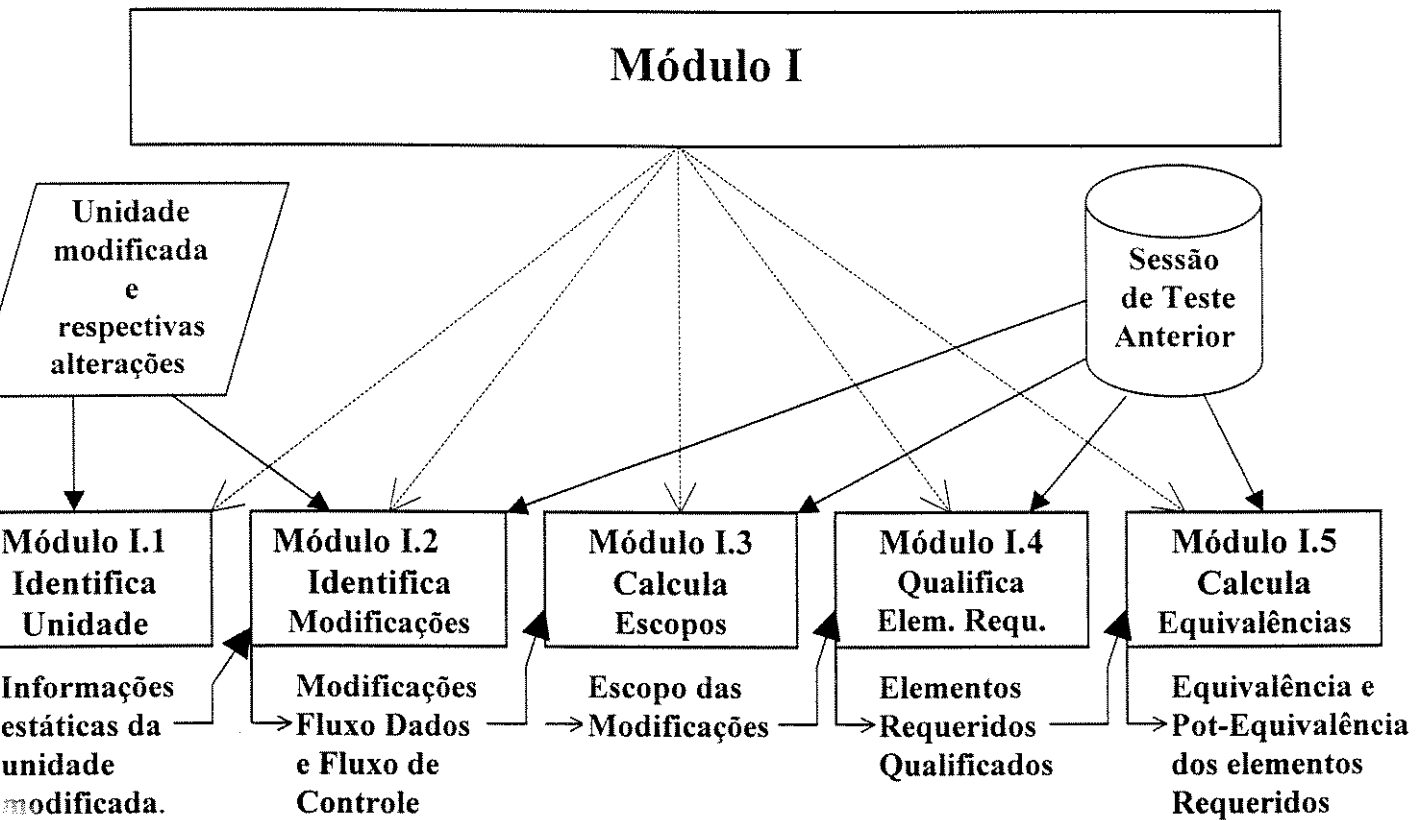 Módulo I
Unidade
modificada
e
respectivas
alterações
Sessão
de Teste
Anterior
Módulo I.1
Identifica
Unidade
Módulo I.2
Identifica
Modificações
Módulo I.3
Calcula
Escopos
Módulo I.4
Qualifica
Elem. Requ.
Módulo I.5
Calcula
Equivalências
Informações
estáticas da
unidade
modificada.
Modificações
Fluxo Dados
e Fluxo de
Controle
Escopo das
Modificações
Elementos
Requeridos
Qualificados
Equivalência e
Pot-Equivalência
dos elementos
Requeridos